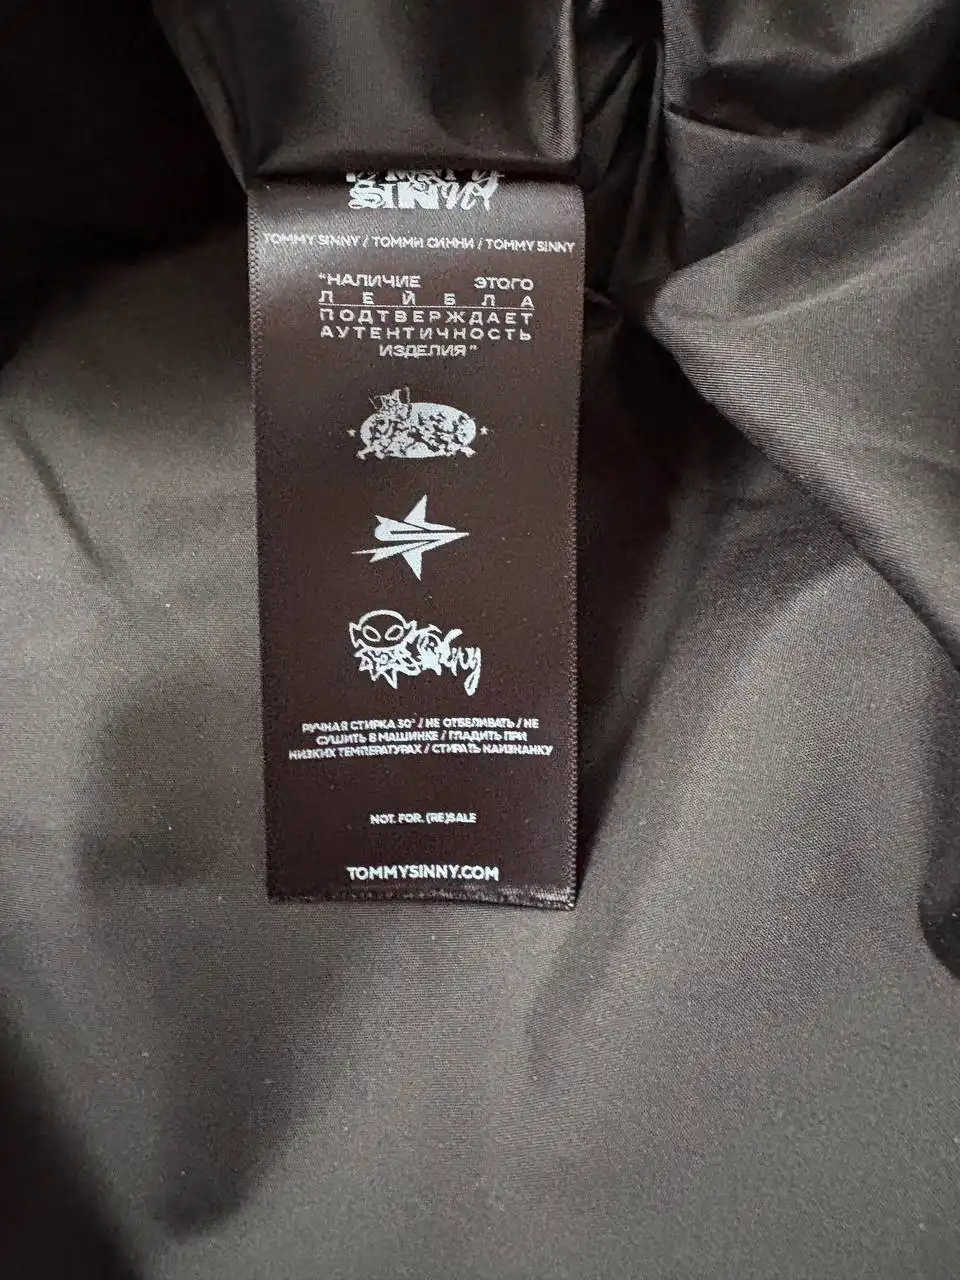 SINNY
TOMMY SINNY / ТОММИ СИННИ / TOMMY SINNY
"НАЛИЧИЕ ЭТОГО
ЛЕЙБЛА
ПОДТВЕРЖДАЕТ
АУТЕНТИЧНОСТЬ
ИЗДЕЛИЯ"
РУЧНАЯ СТИРКА 30° / НЕ ОТБЕЛИВАТЬ / НЕ
СУШИТЬ В МАШИНКЕ / ГЛАДИТЬ ПРИ
НИЗКИХ ТЕМПЕРАТУРАХ / СТИРАТЬ НАИЗНАНКУ
NOT. FOR. (RE)SALE
TOMMYSINNY.COM